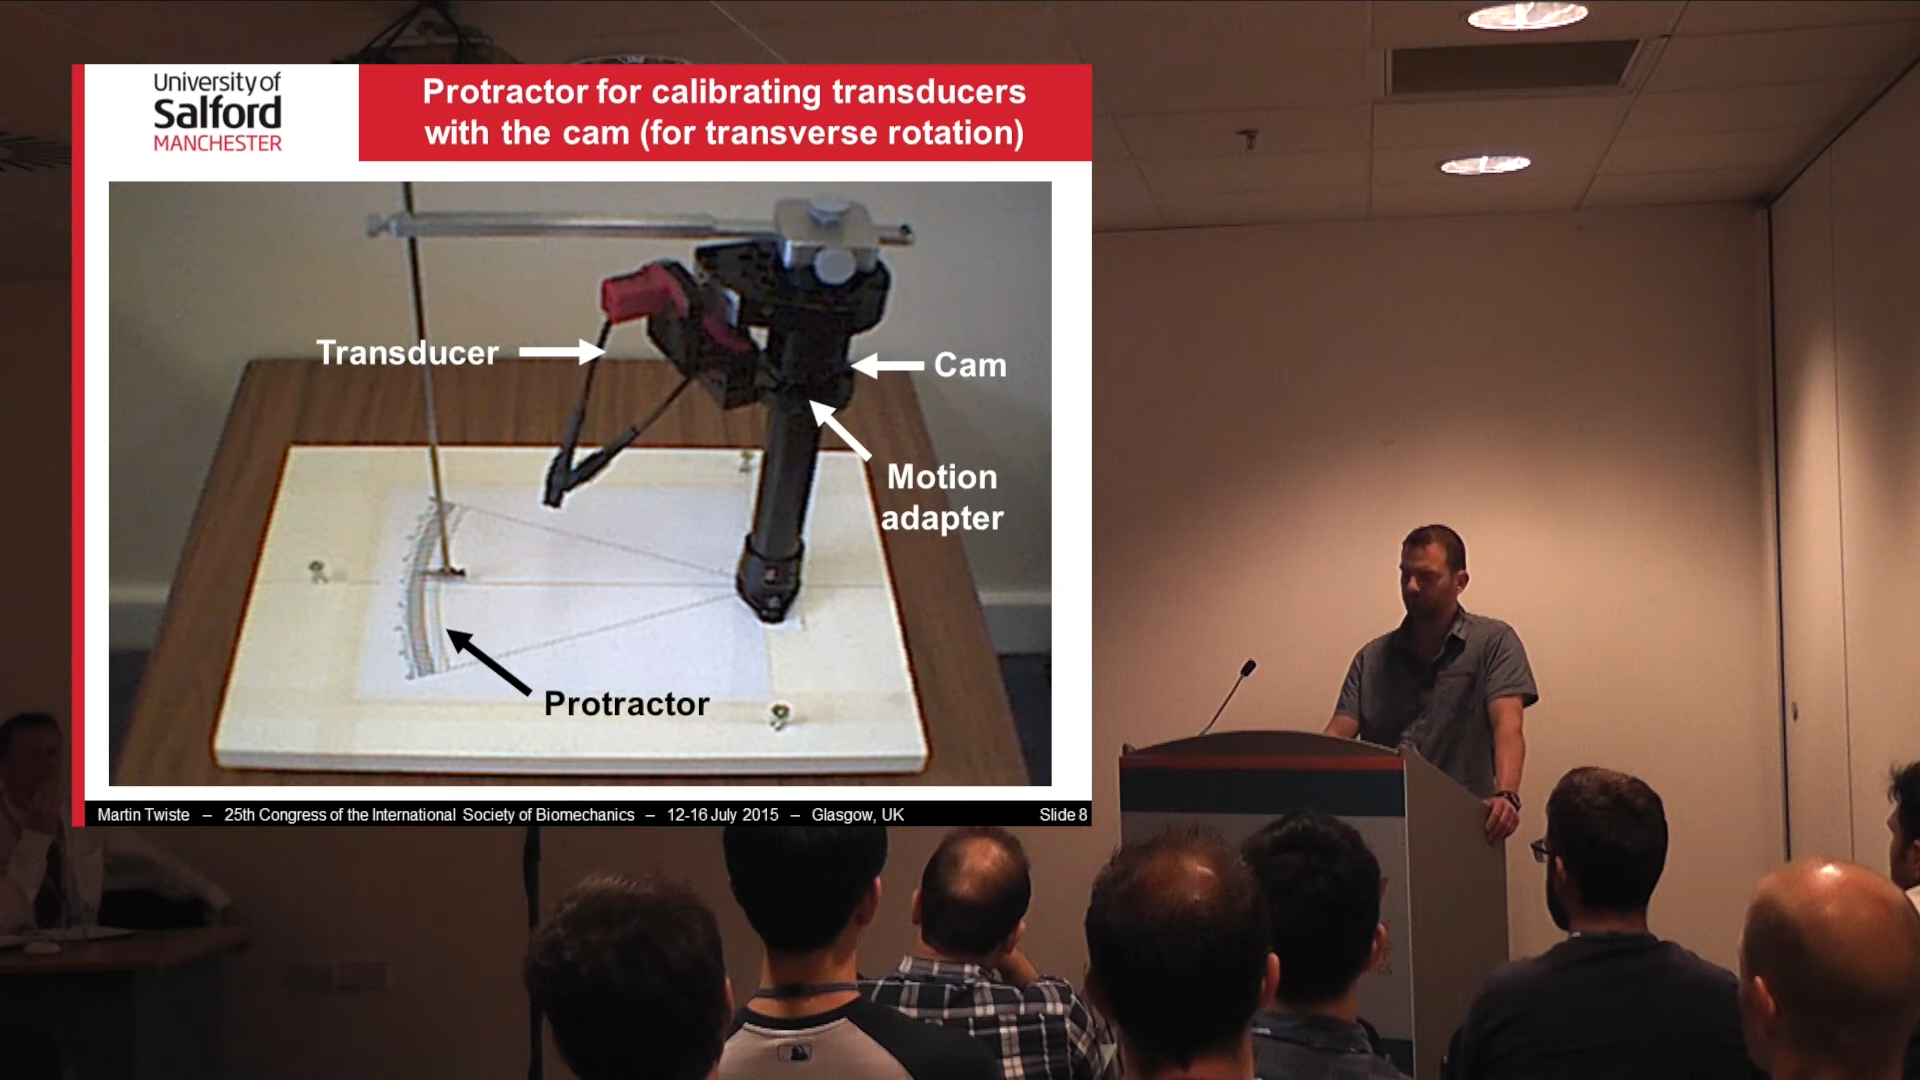 University of
Salford
MANCHESTER
Protractor for calibrating transducers
with the cam (for transverse rotation)
Transducer
Cam
Motion
adapter
Protractor
Martin Twiste – 25th Congress of the International Society of Biomechanics – 12-16 July 2015 – Glasgow, UK
Slide 8